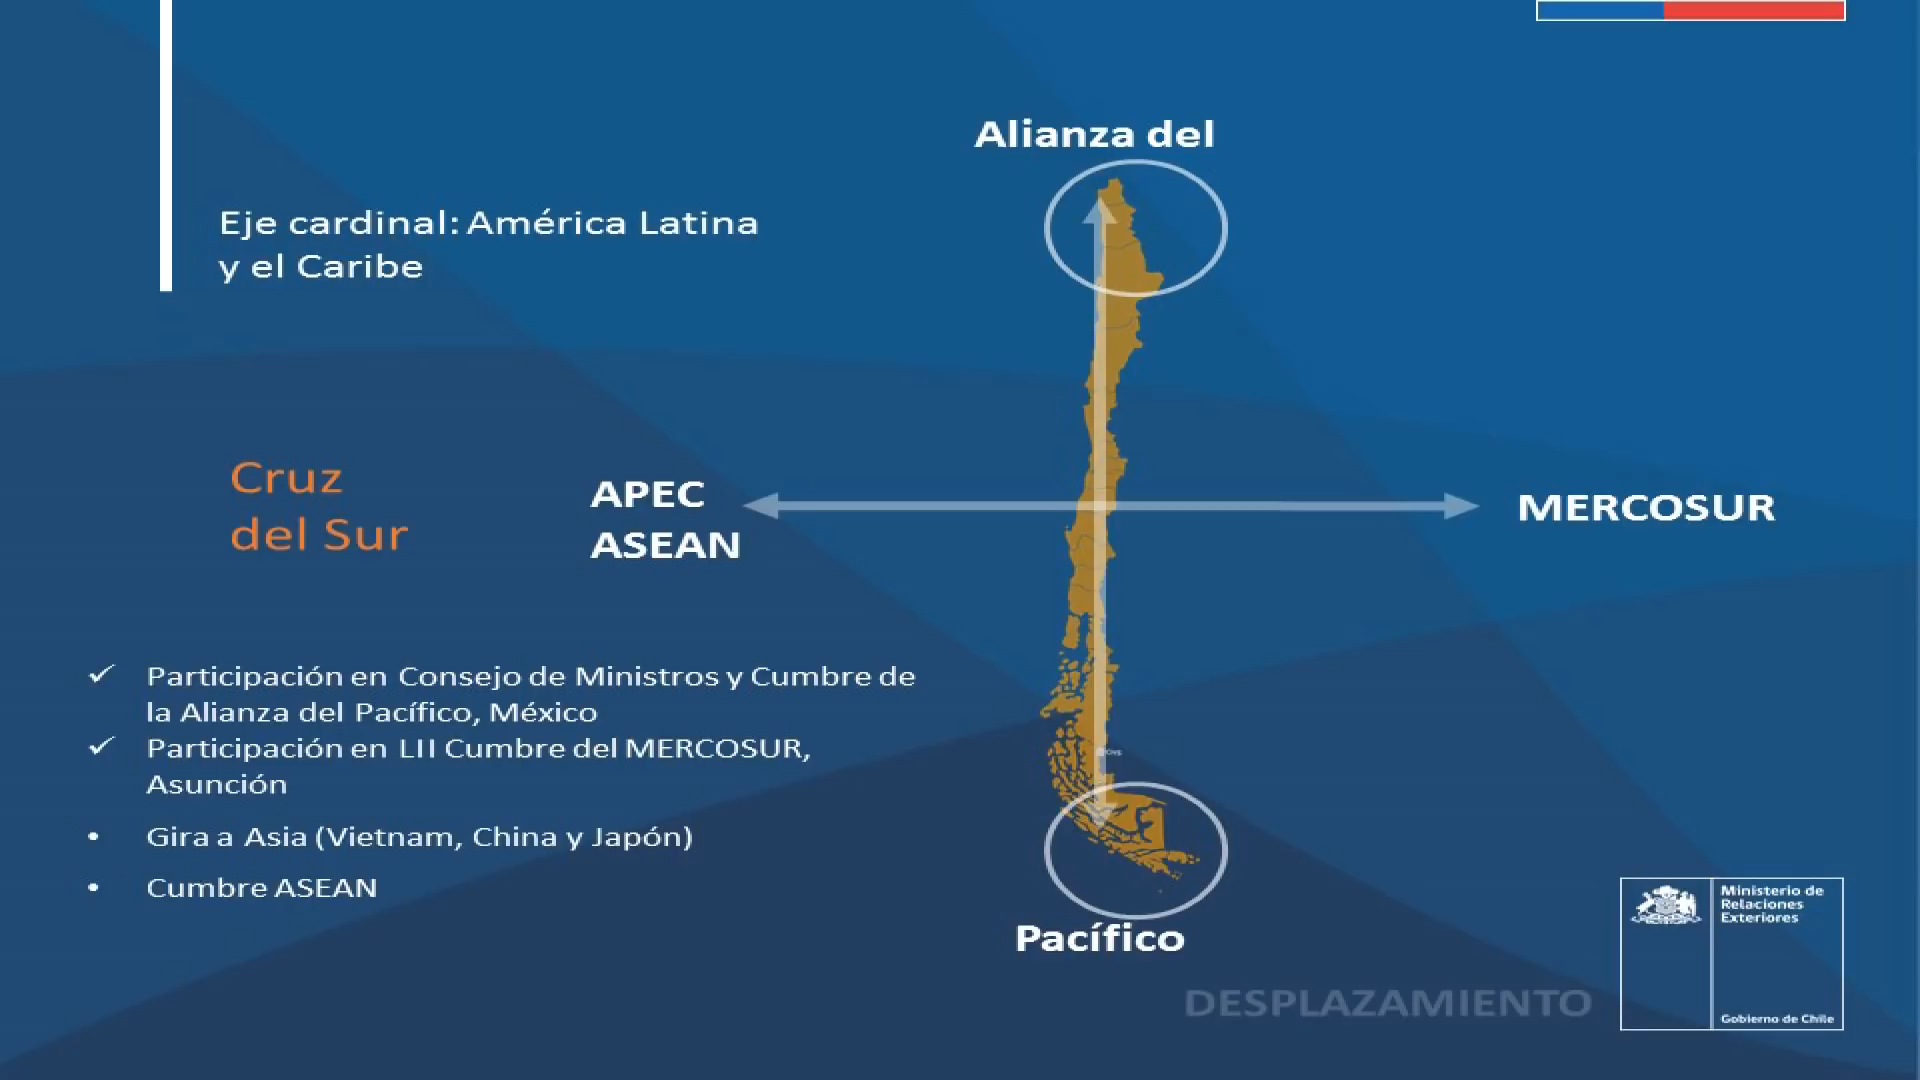 Alianza del
Eje cardinal: América Latina
y el Caribe
Cruz
del Sur
APEC
ASEAN
MERCOSUR
✓ Participación en Consejo de Ministros y Cumbre de
la Alianza del Pacífico, México
✓ Participación en LII Cumbre del MERCOSUR,
Asunción
• Gira a Asia (Vietnam, China y Japón)
• Cumbre ASEAN
Pacífico
DESPLAZAMIENTO
Ministerio de
Relaciones
Exteriores
Gobierno de Chile